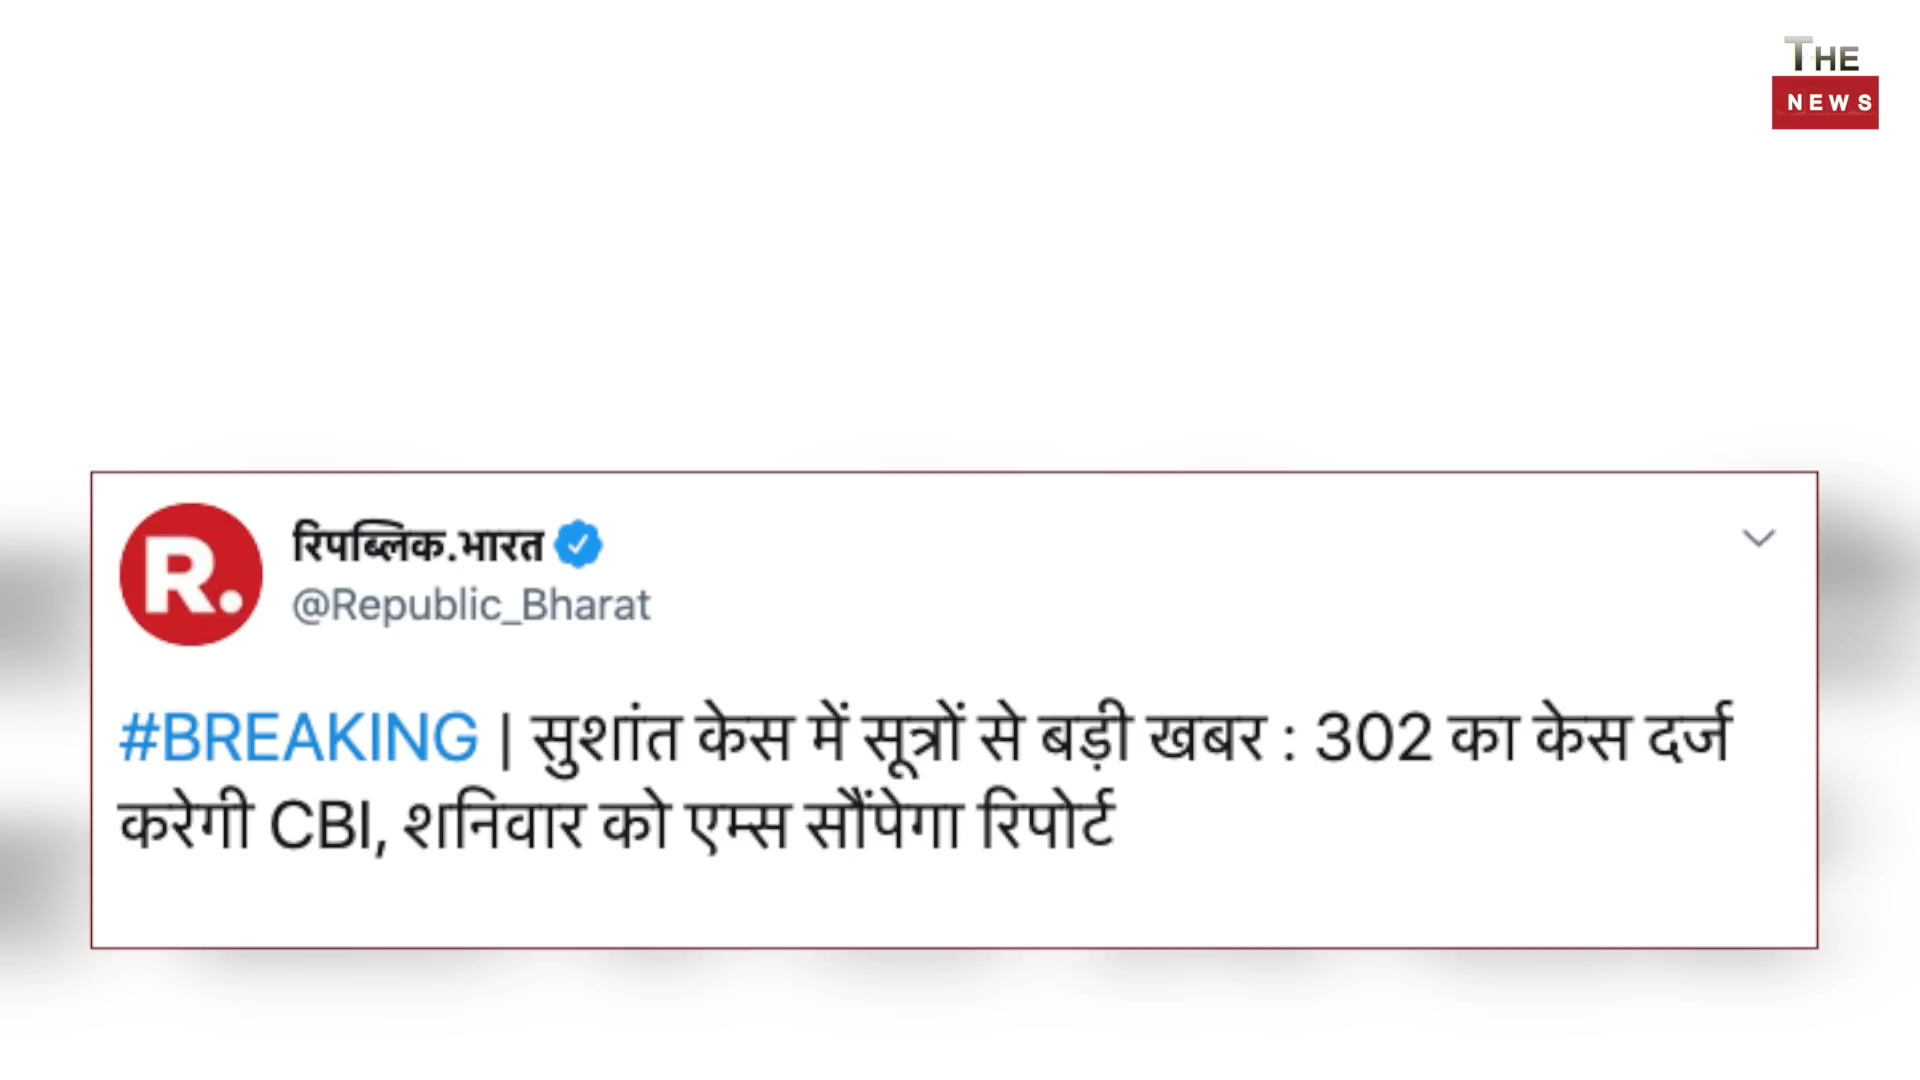 THE
NEWS
रिपब्लिक.भारत
@Republic_Bharat
#BREAKING | सुशांत केस में सूत्रों से बड़ी खबर : 302 का केस दर्ज
करेगी CBI, शनिवार को एम्स सौंपेगा रिपोर्ट
R.